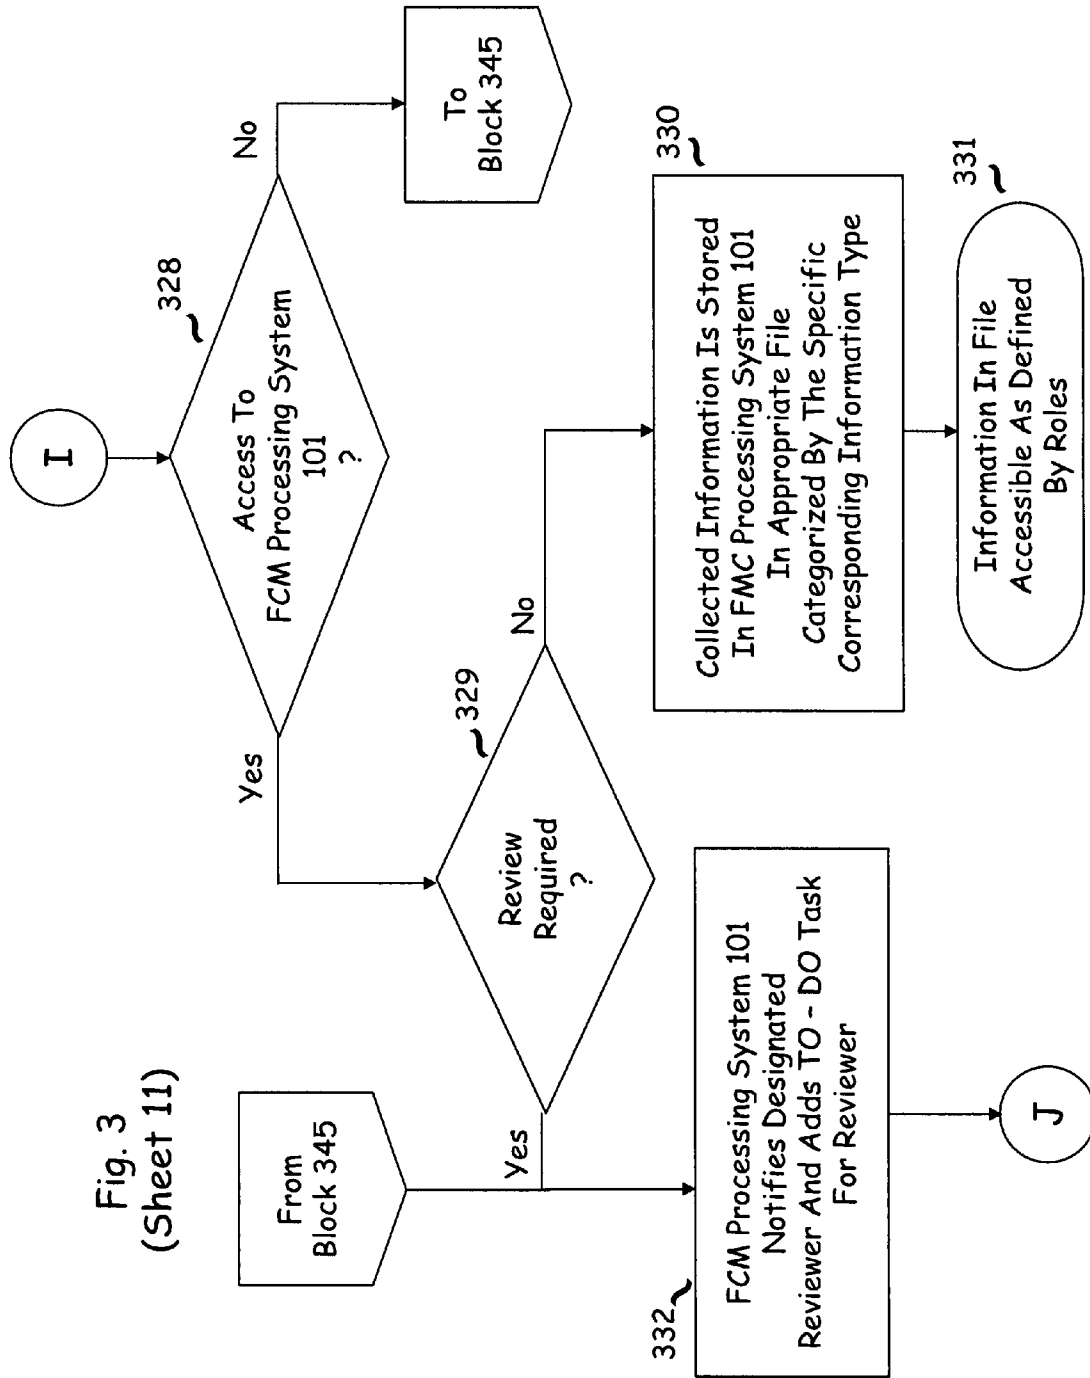 Fig. 3
(Sheet 11)
I
328
Access To
FCM Processing System
101
?
Yes
No
To
Block 345
329
Review
Required
?
Yes
No
From
Block 345
330
Collected Information Is Stored
In FMC Processing System 101
In Appropriate File
Categorized By The Specific
Corresponding Information Type
332
FCM Processing System 101
Notifies Designated
Reviewer And Adds TO - DO Task
For Reviewer
331
Information In File
Accessible As Defined
By Roles
J